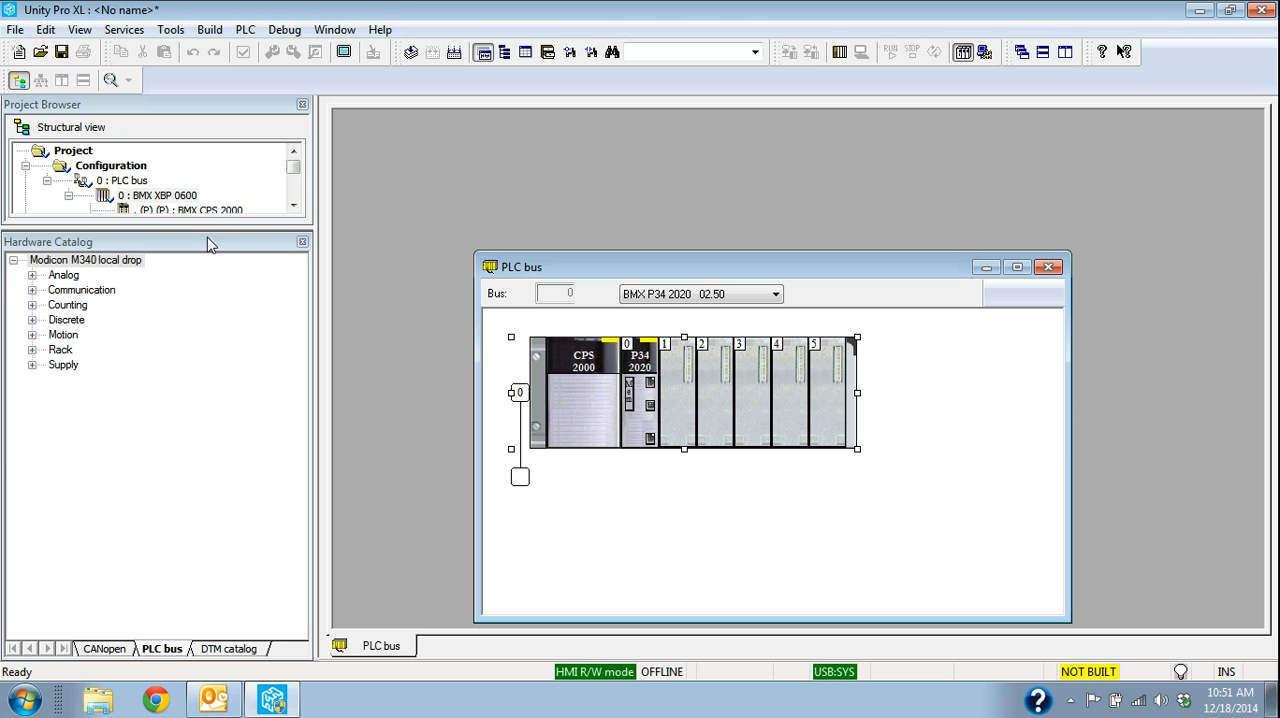 Unity Pro XL : <No name>*
File Edit View Services Tools Build PLC Debug Window Help
RUN STOP
Project Browser
Structural view
Project
Configuration
0 : PLC bus
0 : BMX XBP 0600
(P) (P) : BMX CPS 2000
Hardware Catalog
Modicon M340 local drop
Analog
Communication
Counting
Discrete
Motion
Rack
Supply
CANopen PLC bus DTM catalog
PLC bus
Bus: 0 BMX P34 2020 02.50
CPS 2000
0 P34 2020
1 2 3 4 5
0
PLC bus
Ready HMI R/W mode OFFLINE USB:SYS NOT BUILT INS
10:51 AM
12/18/2014